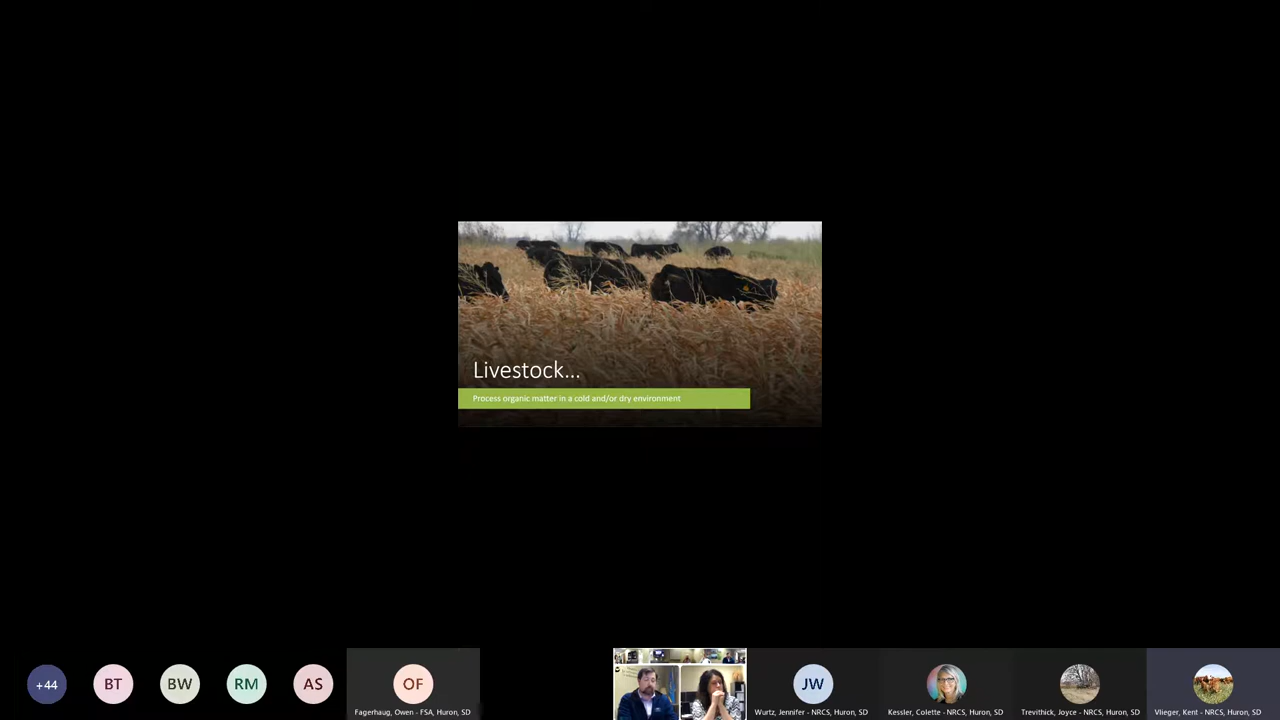 Livestock...
Process organic matter in a cold and/or dry environment
+44
BT
BW
RM
AS
OF
JW
Fagerhaug, Owen - FSA, Huron, SD
Wurtz, Jennifer - NRCS, Huron, SD
Kessler, Colette - NRCS, Huron, SD
Trevithick, Joyce - NRCS, Huron, SD
Vlieger, Kent - NRCS, Huron, SD